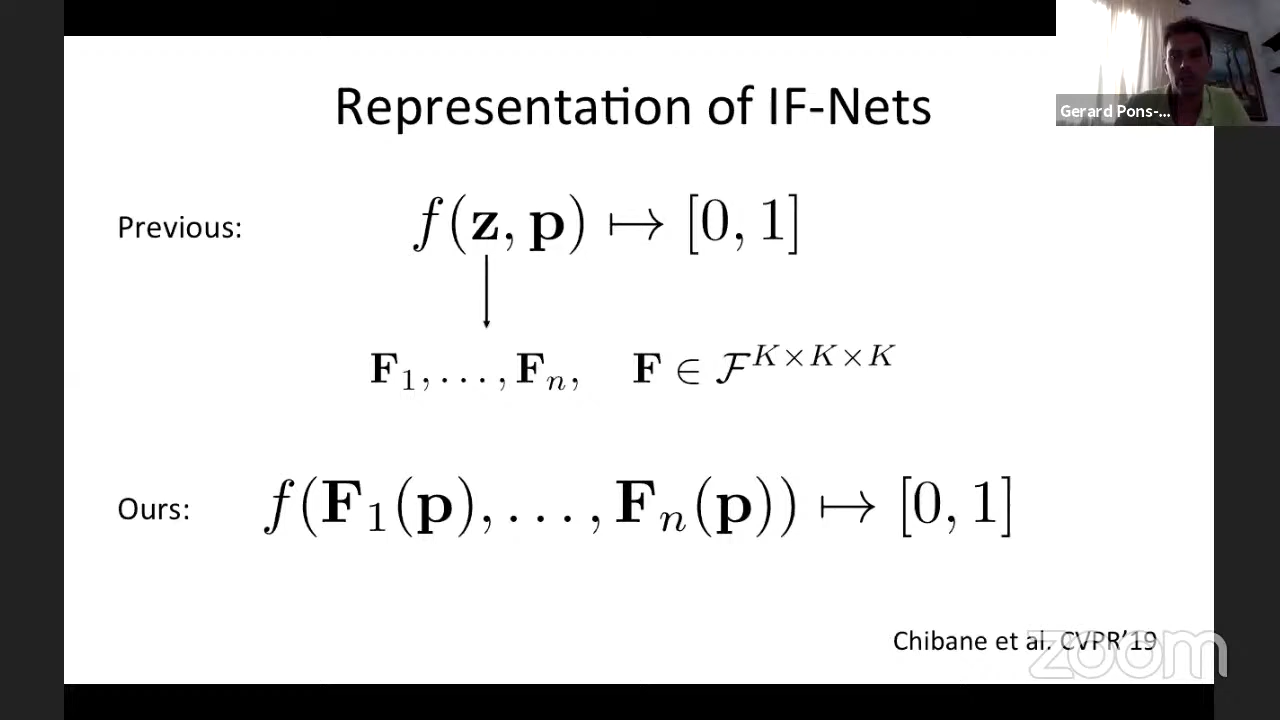 Representation of IF-Nets
Gerard Pons-...
Previous: f(z, p) ↦ [0, 1]
F₁, . . . , Fₙ, F ∈ ℱ^{K×K×K}
Ours: f(F₁(p), . . . , Fₙ(p)) ↦ [0, 1]
Chibane et al. CVPR’19
zoom